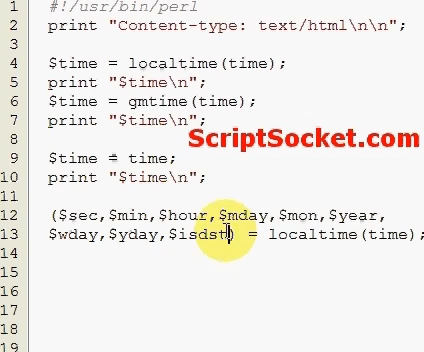 1 #!/usr/bin/perl
2 print "Content-type: text/html\n\n";
3
4 $time = localtime(time);
5 print "$time\n";
6 $time = gmtime(time);
7 print "$time\n";
8
ScriptSocket.com
9 $time = time;
10 print "$time\n";
11
12 ($sec,$min,$hour,$mday,$mon,$year,
13 $wday,$yday,$isdst) = localtime(time);
14
15
16
17
18
19